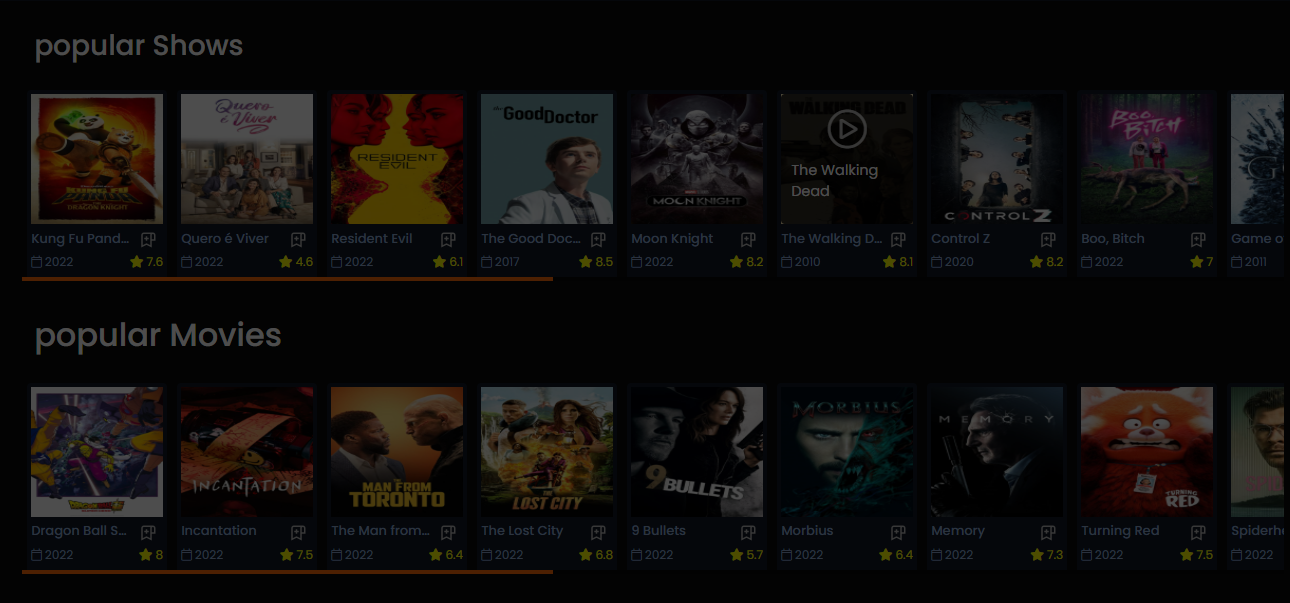 popular Shows
Quero
é Viver
RESIDENT
EVIL
the Good Doctor
MOON KNIGHT
THE WALKING DEAD
The Walking
Dead
CONTROL Z
BOO,
BITCH
G
KUNG FU
PANDA
DRAGON KNIGHT
Kung Fu Pand...
Quero é Viver
Resident Evil
The Good Doc...
Moon Knight
The Walking D...
Control Z
Boo, Bitch
Game o
2022 7.6
2022 4.6
2022 6.1
2017 8.5
2022 8.2
2010 8.1
2020 8.2
2022 7
2011
popular Movies
INCANTATION
MAN FROM
TORONTO
THE
LOST CITY
9 BULLETS
MORBIUS
MEMORY
TURNING
RED
Dragon Ball S...
Incantation
The Man from...
The Lost City
9 Bullets
Morbius
Memory
Turning Red
Spiderhe
2022 8
2022 7.5
2022 6.4
2022 6.8
2022 5.7
2022 6.4
2022 7.3
2022 7.5
2022